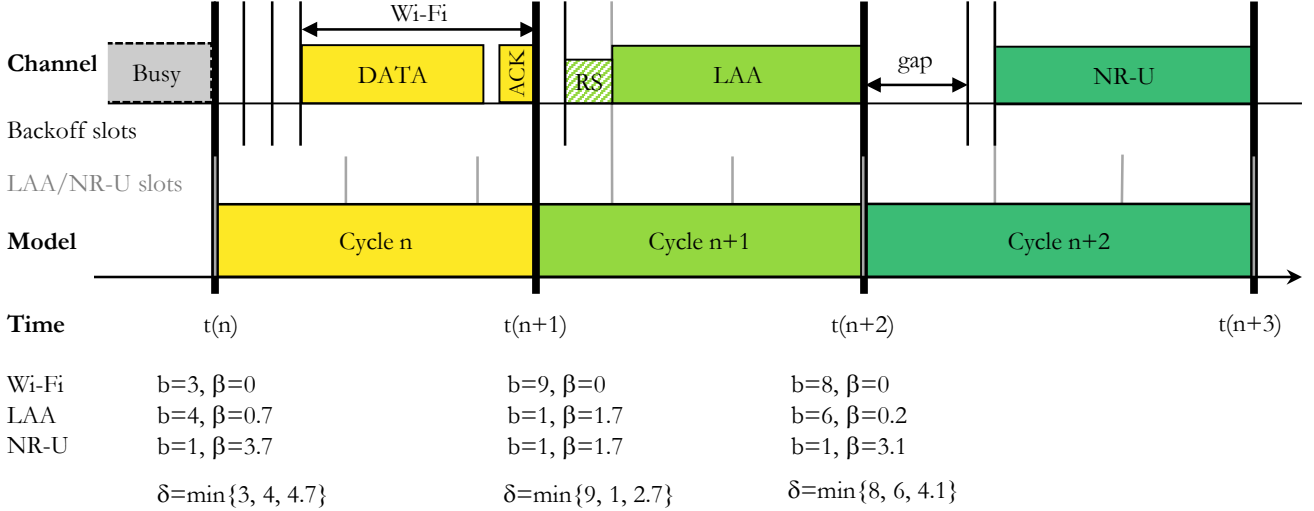 Wi-Fi
Channel Busy DATA ACK RS LAA gap NR-U
Backoff slots
LAA/NR-U slots
Model Cycle n Cycle n+1 Cycle n+2
Time t(n) t(n+1) t(n+2) t(n+3)
Wi-Fi b=3, β=0 b=9, β=0 b=8, β=0
LAA b=4, β=0.7 b=1, β=1.7 b=6, β=0.2
NR-U b=1, β=3.7 b=1, β=1.7 b=1, β=3.1
δ=min{3, 4, 4.7} δ=min{9, 1, 2.7} δ=min{8, 6, 4.1}